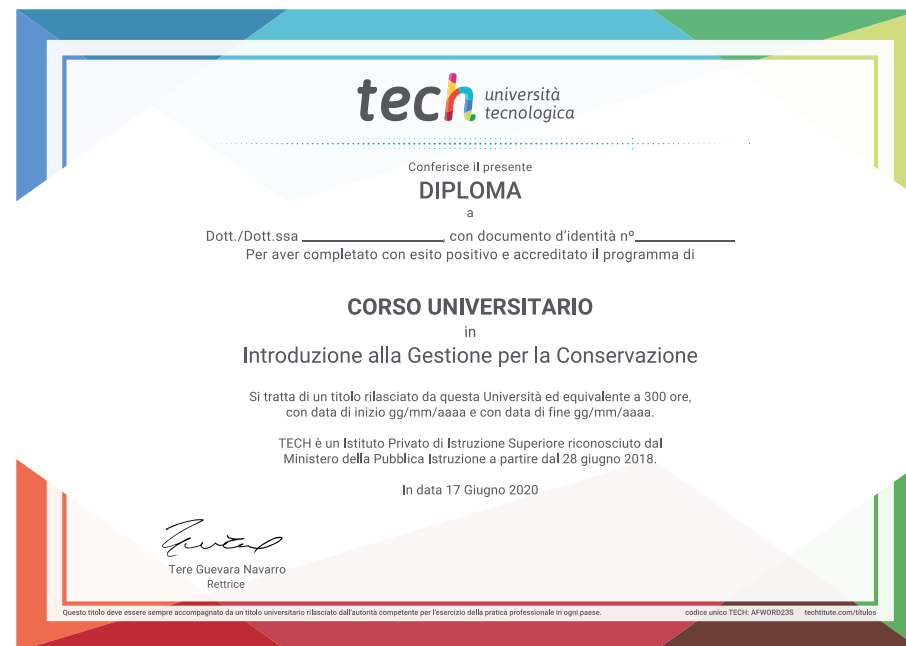 tech università
tecnologica
Conferisce il presente
DIPLOMA
a
Dott./Dott.ssa ____________________, con documento d'identità nº______________
Per aver completato con esito positivo e accreditato il programma di
CORSO UNIVERSITARIO
in
Introduzione alla Gestione per la Conservazione
Si tratta di un titolo rilasciato da questa Università ed equivalente a 300 ore,
con data di inizio gg/mm/aaaa e con data di fine gg/mm/aaaa.
TECH è un Istituto Privato di Istruzione Superiore riconosciuto dal
Ministero della Pubblica Istruzione a partire dal 28 giugno 2018.
In data 17 Giugno 2020
Tere Guevara Navarro
Rettrice
Questo titolo deve essere sempre accompagnato da un titolo universitario rilasciato dall'autorità competente per l'esercizio della pratica professionale in ogni paese. codice unico TECH: AFWORD23S techtitute.com/títulos